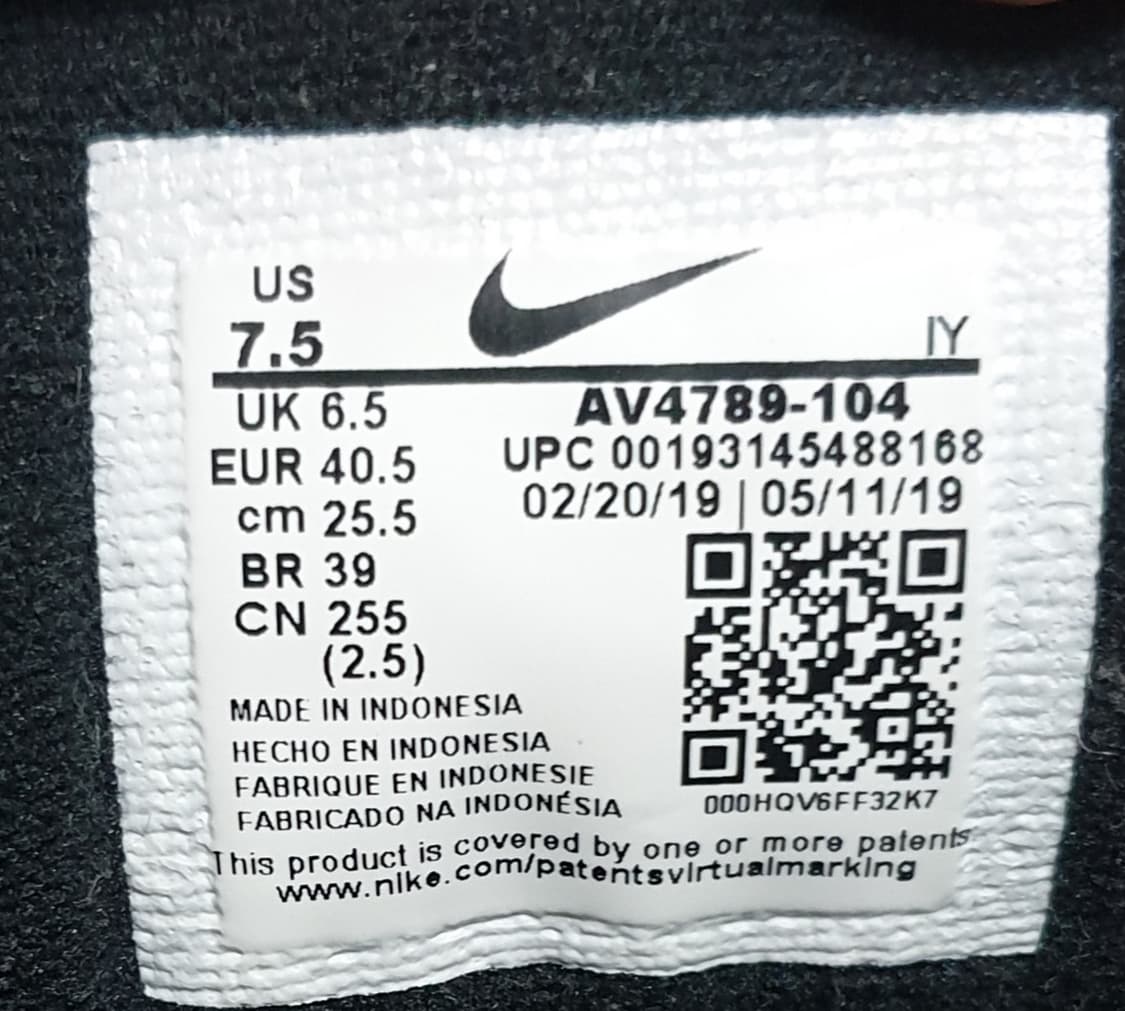 US
7.5
IY
UK 6.5
EUR 40.5
cm 25.5
BR 39
CN 255
(2.5)
AV4789-104
UPC 00193145488168
02/20/19 | 05/11/19
MADE IN INDONESIA
HECHO EN INDONESIA
FABRIQUE EN INDONESIE
FABRICADO NA INDONÉSIA
000HQV6FF32K7
This product is covered by one or more patents
www.nike.com/patentsvirtualmarking